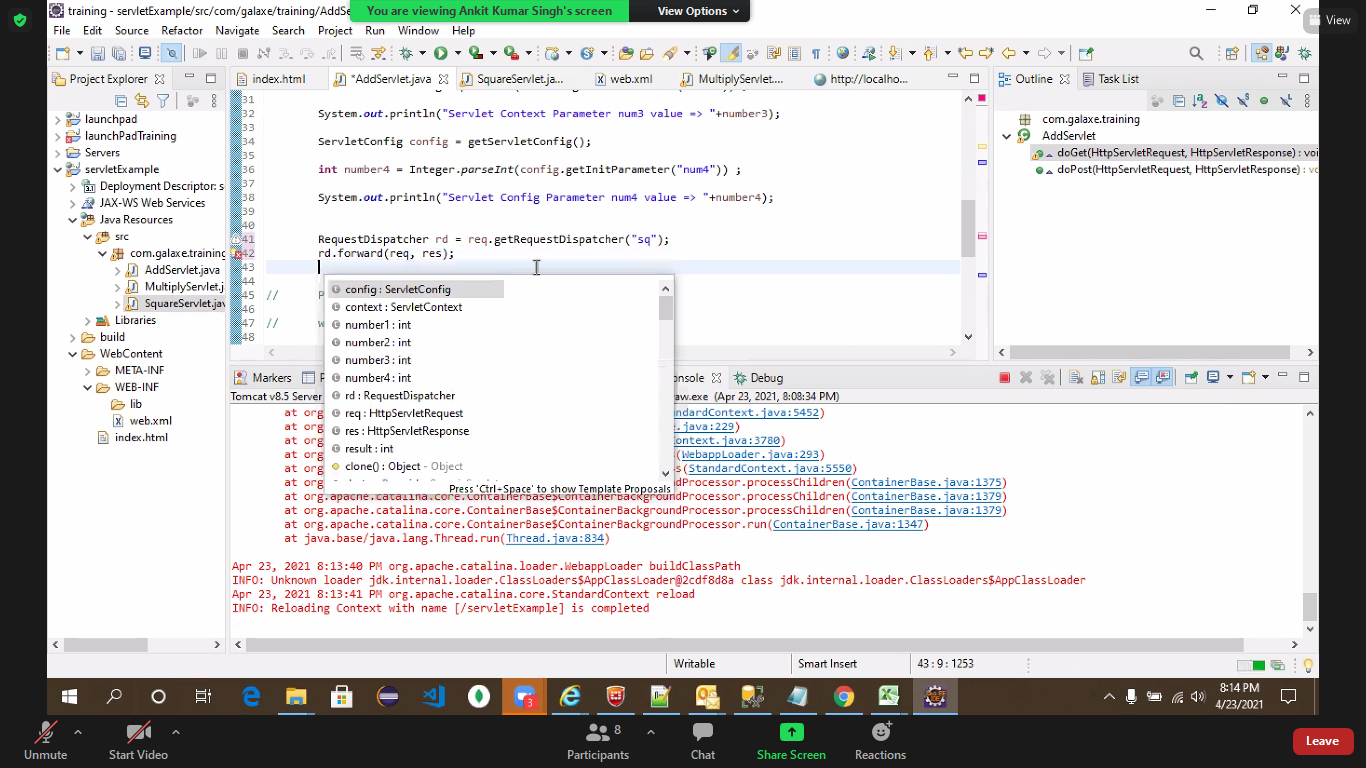 training - servletExample/src/com/galaxe/training/AddSe
You are viewing Ankit Kumar Singh's screen
View Options
View
File Edit Source Refactor Navigate Search Project Run Window Help
Project Explorer
index.html
*AddServlet.java
SquareServlet.ja...
web.xml
MultiplyServlet....
http://localho...
Outline
Task List
launchpad
launchPadTraining
Servers
servletExample
Deployment Descriptor: s
JAX-WS Web Services
Java Resources
src
com.galaxe.training
AddServlet.java
MultiplyServlet.j
SquareServlet.jav
Libraries
build
WebContent
META-INF
WEB-INF
lib
web.xml
index.html
31
32 System.out.println("Servlet Context Parameter num3 value => "+number3);
33
34 ServletConfig config = getServletConfig();
35
36 int number4 = Integer.parseInt(config.getInitParameter("num4")) ;
37
38 System.out.println("Servlet Config Parameter num4 value => "+number4);
39
40
41 RequestDispatcher rd = req.getRequestDispatcher("sq");
42 rd.forward(req, res);
43
44
45 // P
46
47 // w
48
config : ServletConfig
context : ServletContext
number1 : int
number2 : int
number3 : int
number4 : int
rd : RequestDispatcher
req : HttpServletRequest
res : HttpServletResponse
result : int
clone() : Object - Object
Press 'Ctrl+Space' to show Template Proposals
com.galaxe.training
AddServlet
doGet(HttpServletRequest, HttpServletResponse) : voi
doPost(HttpServletRequest, HttpServletResponse) : vo
Markers
P
onsole
Debug
Tomcat v8.5 Server
aw.exe (Apr 23, 2021, 8:08:34 PM)
at org
andardContext.java:5452)
at org
e.java:229)
at org
ontext.java:3780)
at org
s(WebappLoader.java:293)
at org
s(StandardContext.java:5550)
at org
rocessor.processChildren(ContainerBase.java:1375)
at org.apache.catalina.core.ContainerBase$ContainerBackgroundProcessor.processChildren(ContainerBase.java:1379)
at org.apache.catalina.core.ContainerBase$ContainerBackgroundProcessor.processChildren(ContainerBase.java:1379)
at org.apache.catalina.core.ContainerBase$ContainerBackgroundProcessor.run(ContainerBase.java:1347)
at java.base/java.lang.Thread.run(Thread.java:834)
Apr 23, 2021 8:13:40 PM org.apache.catalina.loader.WebappLoader buildClassPath
INFO: Unknown loader jdk.internal.loader.ClassLoaders$AppClassLoader@2cdf8d8a class jdk.internal.loader.ClassLoaders$AppClassLoader
Apr 23, 2021 8:13:41 PM org.apache.catalina.core.StandardContext reload
INFO: Reloading Context with name [/servletExample] is completed
Writable
Smart Insert
43 : 9 : 1253
3
8:14 PM
4/23/2021
Unmute
Start Video
8
Participants
Chat
Share Screen
Reactions
Leave